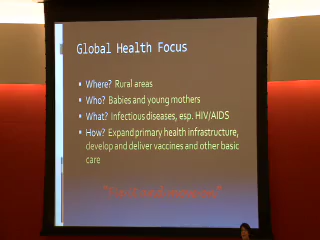 Global Health Focus
• Where? Rural areas
• Who? Babies and young mothers
• What? Infectious diseases, esp. HIV/AIDS
• How? Expand primary health infrastructure,
develop and deliver vaccines and other basic
care